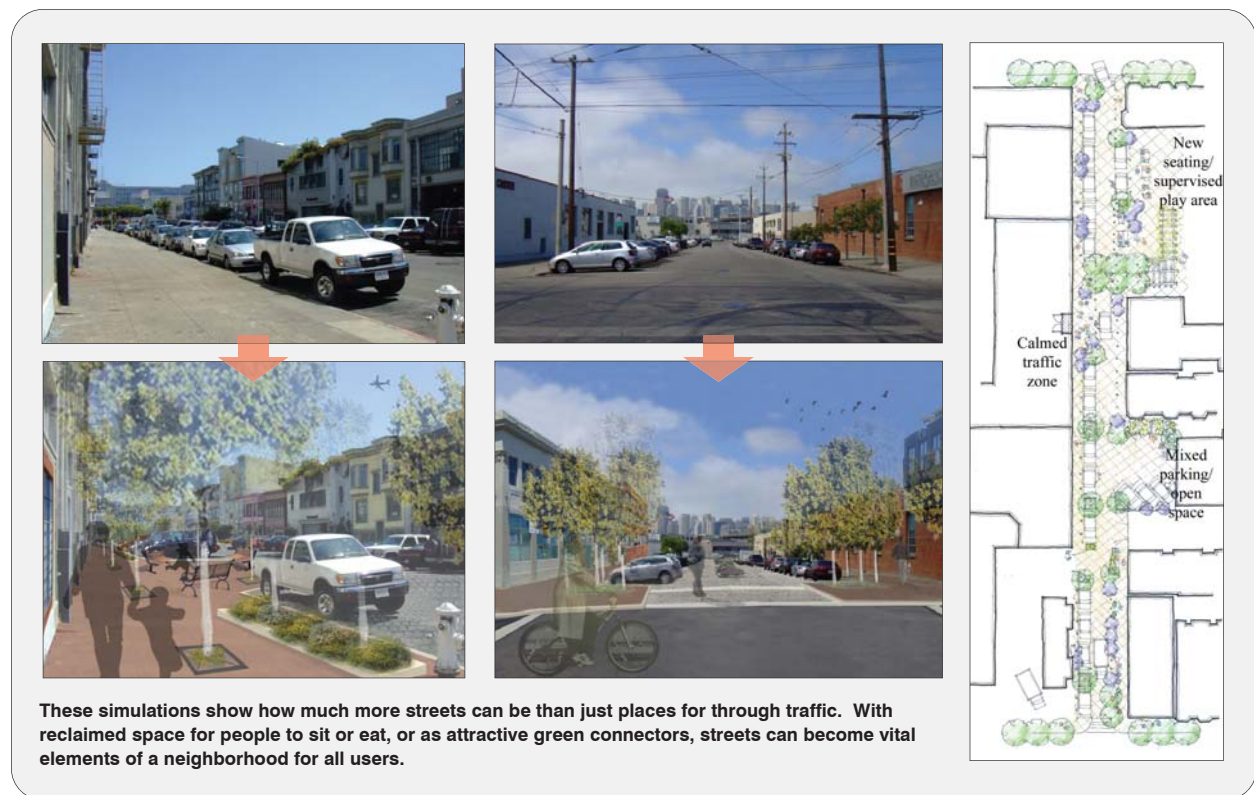 These simulations show how much more streets can be than just places for through traffic.  With
reclaimed space for people to sit or eat, or as attractive green connectors, streets can become vital
elements of a neighborhood for all users.
New
seating/
supervised
play area
Calmed
traffic
zone
Mixed
parking/
open
space